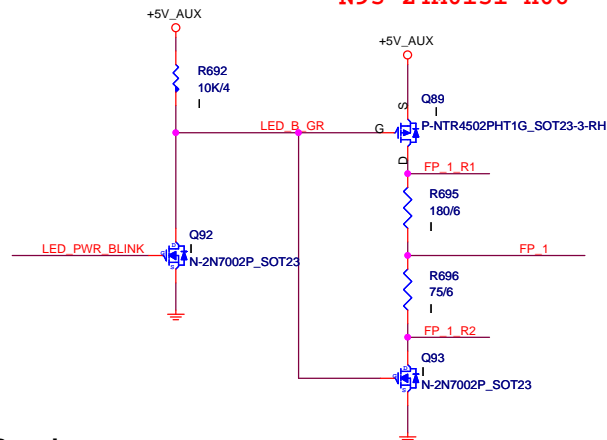 +5V_AUX
R692
10K/4
I
LED_B_GR
+5V_AUX
S
Q89
I
G
P-NTR4502PHT1G_SOT23-3-RH
D
FP_1_R1
R695
180/6
I
Q92
I
LED_PWR_BLINK
N-2N7002P_SOT23
FP_1
R696
75/6
I
FP_1_R2
Q93
I
N-2N7002P_SOT23